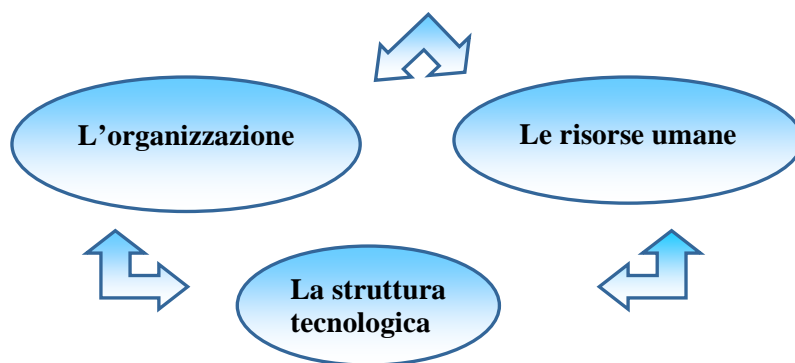 L’organizzazione
Le risorse umane
La struttura
tecnologica